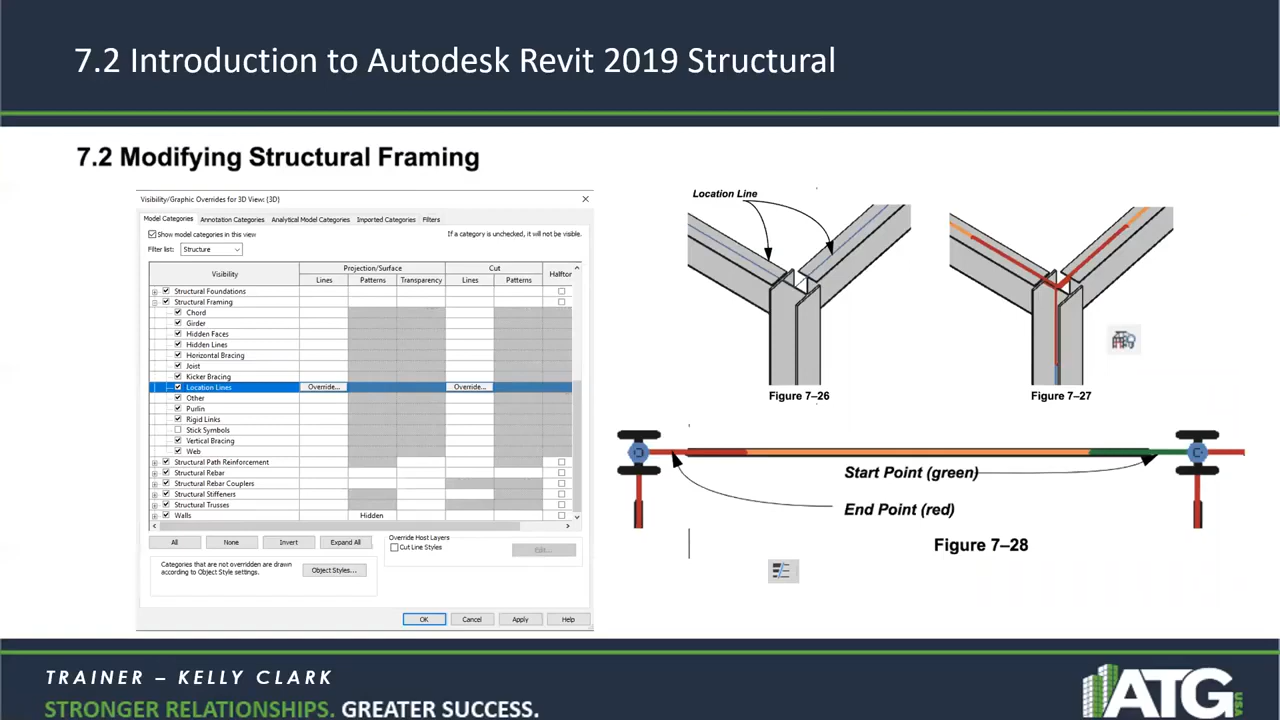 7.2 Introduction to Autodesk Revit 2019 Structural
7.2 Modifying Structural Framing
Visibility/Graphic Overrides for 3D View: {3D}
Model Categories
Annotation Categories
Analytical Model Categories
Imported Categories
Filters
Show model categories in this view
If a category is unchecked, it will not be visible.
Filter list:
Structure
Visibility
Projection/Surface
Cut
Halfton
Lines
Patterns
Transparency
Lines
Patterns
Structural Foundations
Structural Framing
Chord
Girder
Hidden Faces
Hidden Lines
Horizontal Bracing
Joist
Kicker Bracing
Location Lines
Override...
Override...
Other
Purlin
Rigid Links
Stick Symbols
Vertical Bracing
Web
Structural Path Reinforcement
Structural Rebar
Structural Rebar Couplers
Structural Stiffeners
Structural Trusses
Walls
Hidden
All
None
Invert
Expand All
Override Host Layers
Cut Line Styles
Edit...
Categories that are not overridden are drawn
according to Object Style settings.
Object Styles...
OK
Cancel
Apply
Help
Location Line
Figure 7–26
Figure 7–27
Start Point (green)
End Point (red)
Figure 7–28
TRAINER – KELLY CLARK
STRONGER RELATIONSHIPS. GREATER SUCCESS.
ATG
USA